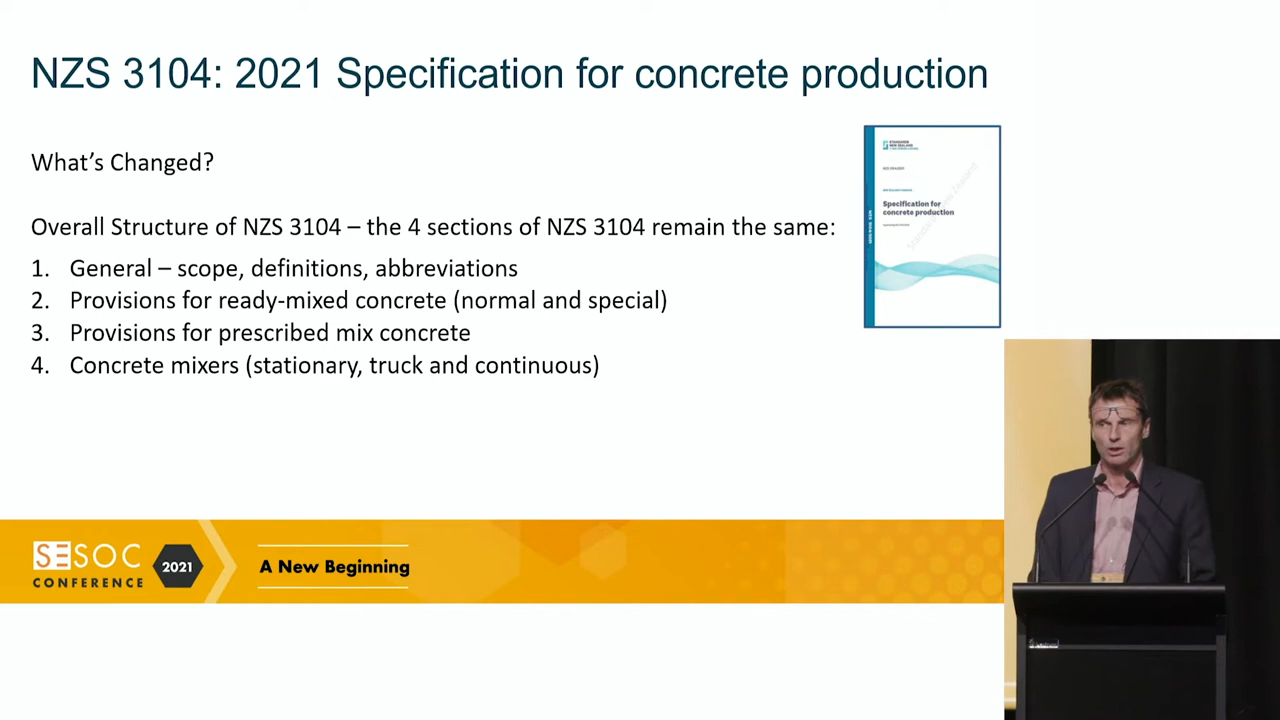 NZS 3104: 2021 Specification for concrete production
What's Changed?
Overall Structure of NZS 3104 – the 4 sections of NZS 3104 remain the same:
1. General – scope, definitions, abbreviations
2. Provisions for ready-mixed concrete (normal and special)
3. Provisions for prescribed mix concrete
4. Concrete mixers (stationary, truck and continuous)
STANDARDS
NEW ZEALAND
Specification for
concrete production
SESOC
CONFERENCE
2021
A New Beginning